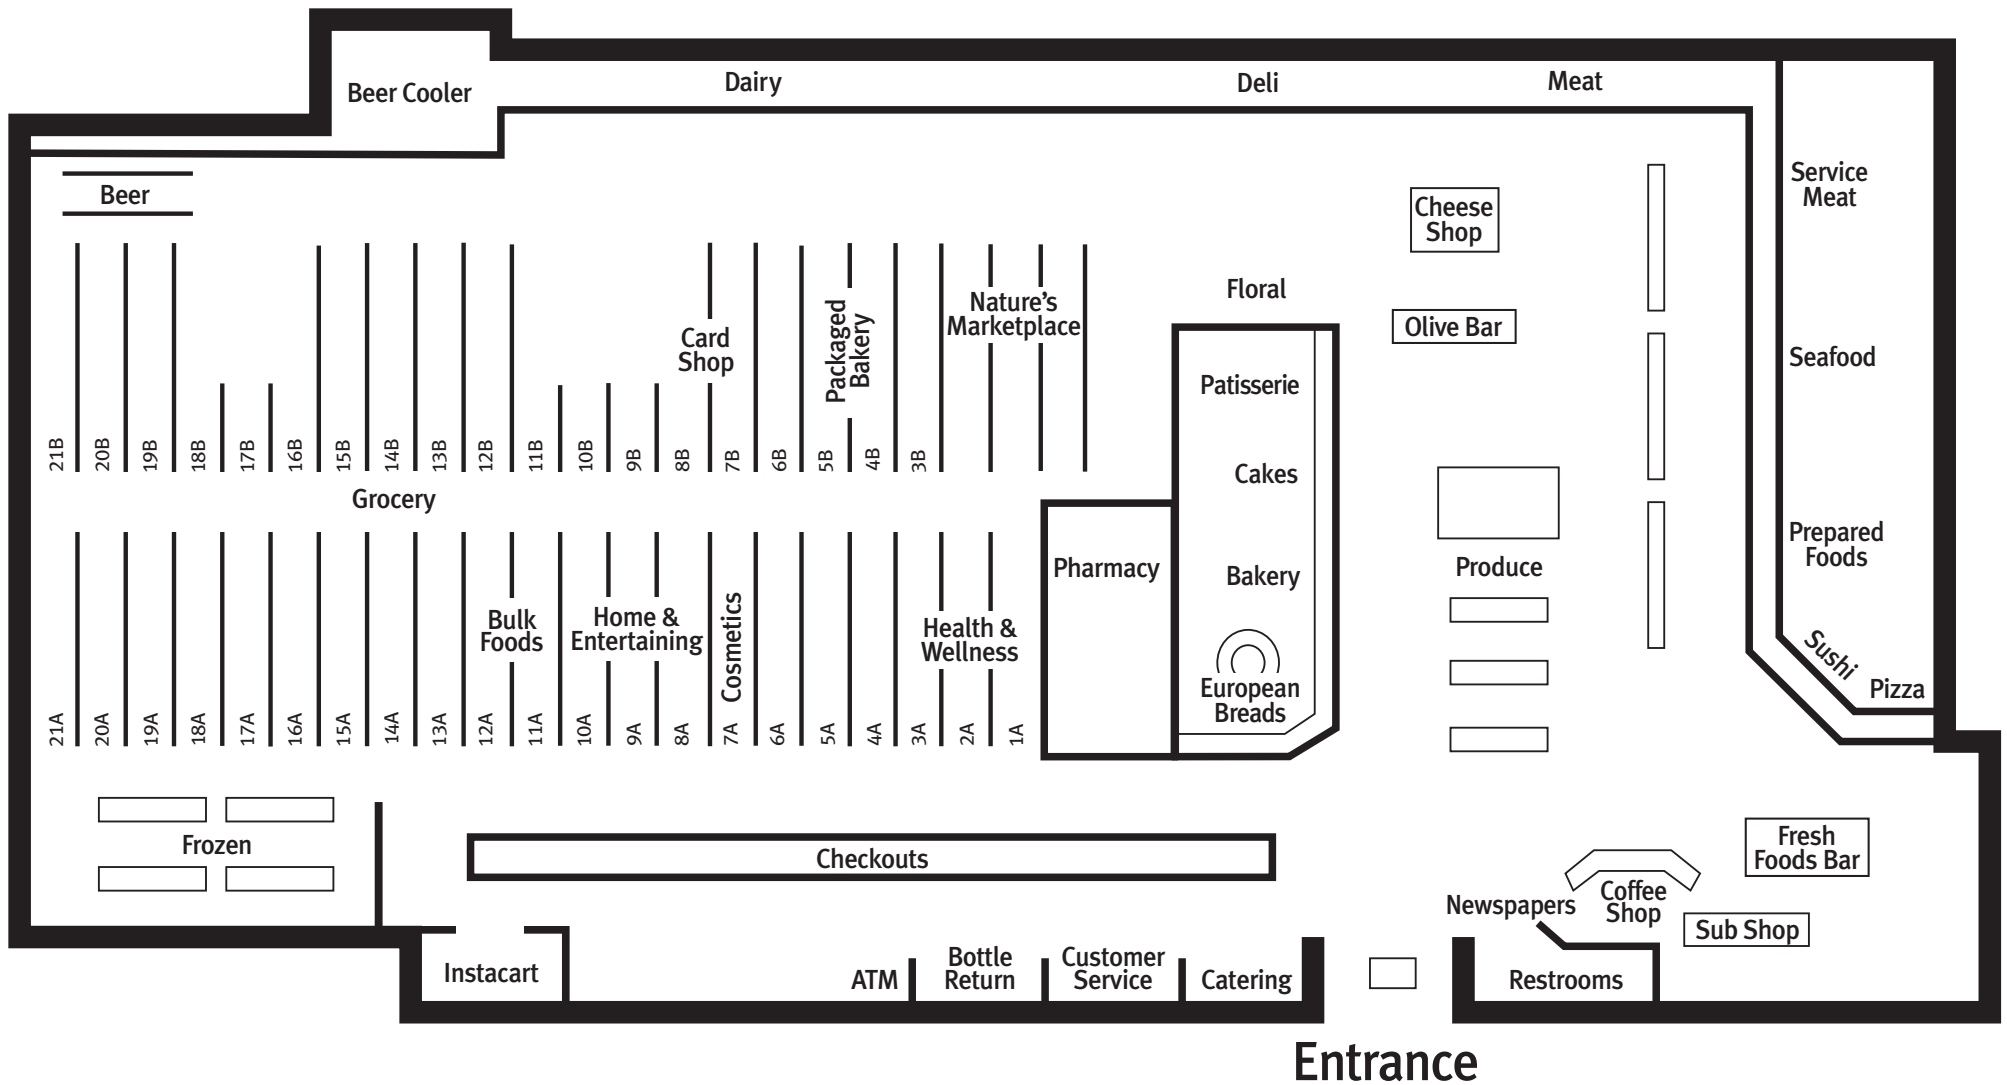 Beer Cooler
Dairy
Deli
Meat
Beer
Service
Meat
Cheese
Shop
Floral
Nature's
Marketplace
Olive Bar
Card
Shop
Packaged
Bakery
Seafood
Patisserie
21B
20B
19B
18B
17B
16B
15B
14B
13B
12B
11B
10B
9B
8B
7B
6B
5B
4B
3B
Cakes
Grocery
Prepared
Foods
Pharmacy
Bakery
Produce
Bulk
Foods
Home &
Entertaining
Cosmetics
Health &
Wellness
Sushi
Pizza
European
Breads
21A
20A
19A
18A
17A
16A
15A
14A
13A
12A
11A
10A
9A
8A
7A
6A
5A
4A
3A
2A
1A
Frozen
Checkouts
Fresh
Foods Bar
Newspapers
Coffee
Shop
Sub Shop
Instacart
ATM
Bottle
Return
Customer
Service
Catering
Restrooms
Entrance